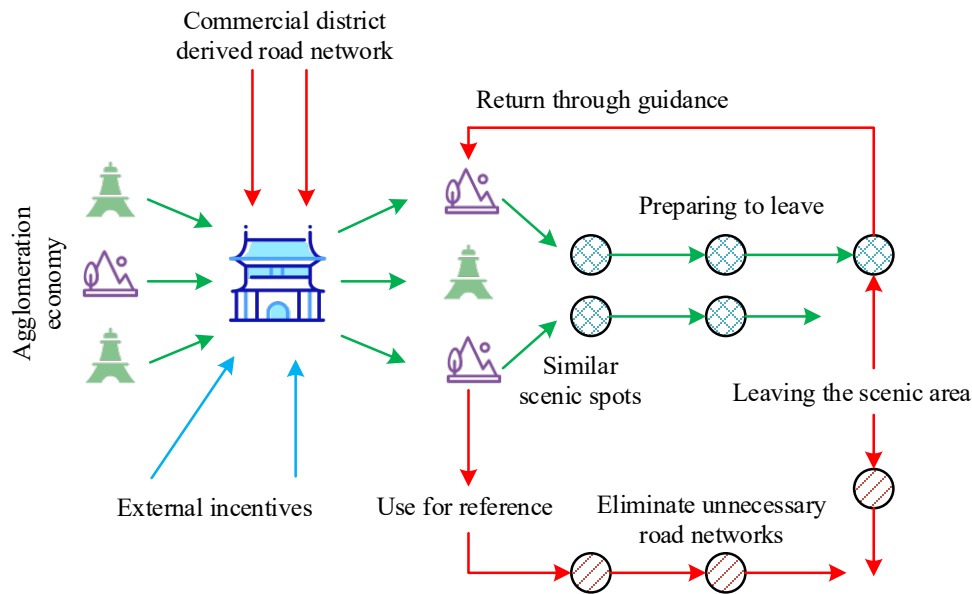 Commercial district
derived road network
Return through guidance
Agglomeration
economy
Preparing to leave
Similar
scenic spots
Leaving the scenic area
External incentives
Use for reference
Eliminate unnecessary
road networks